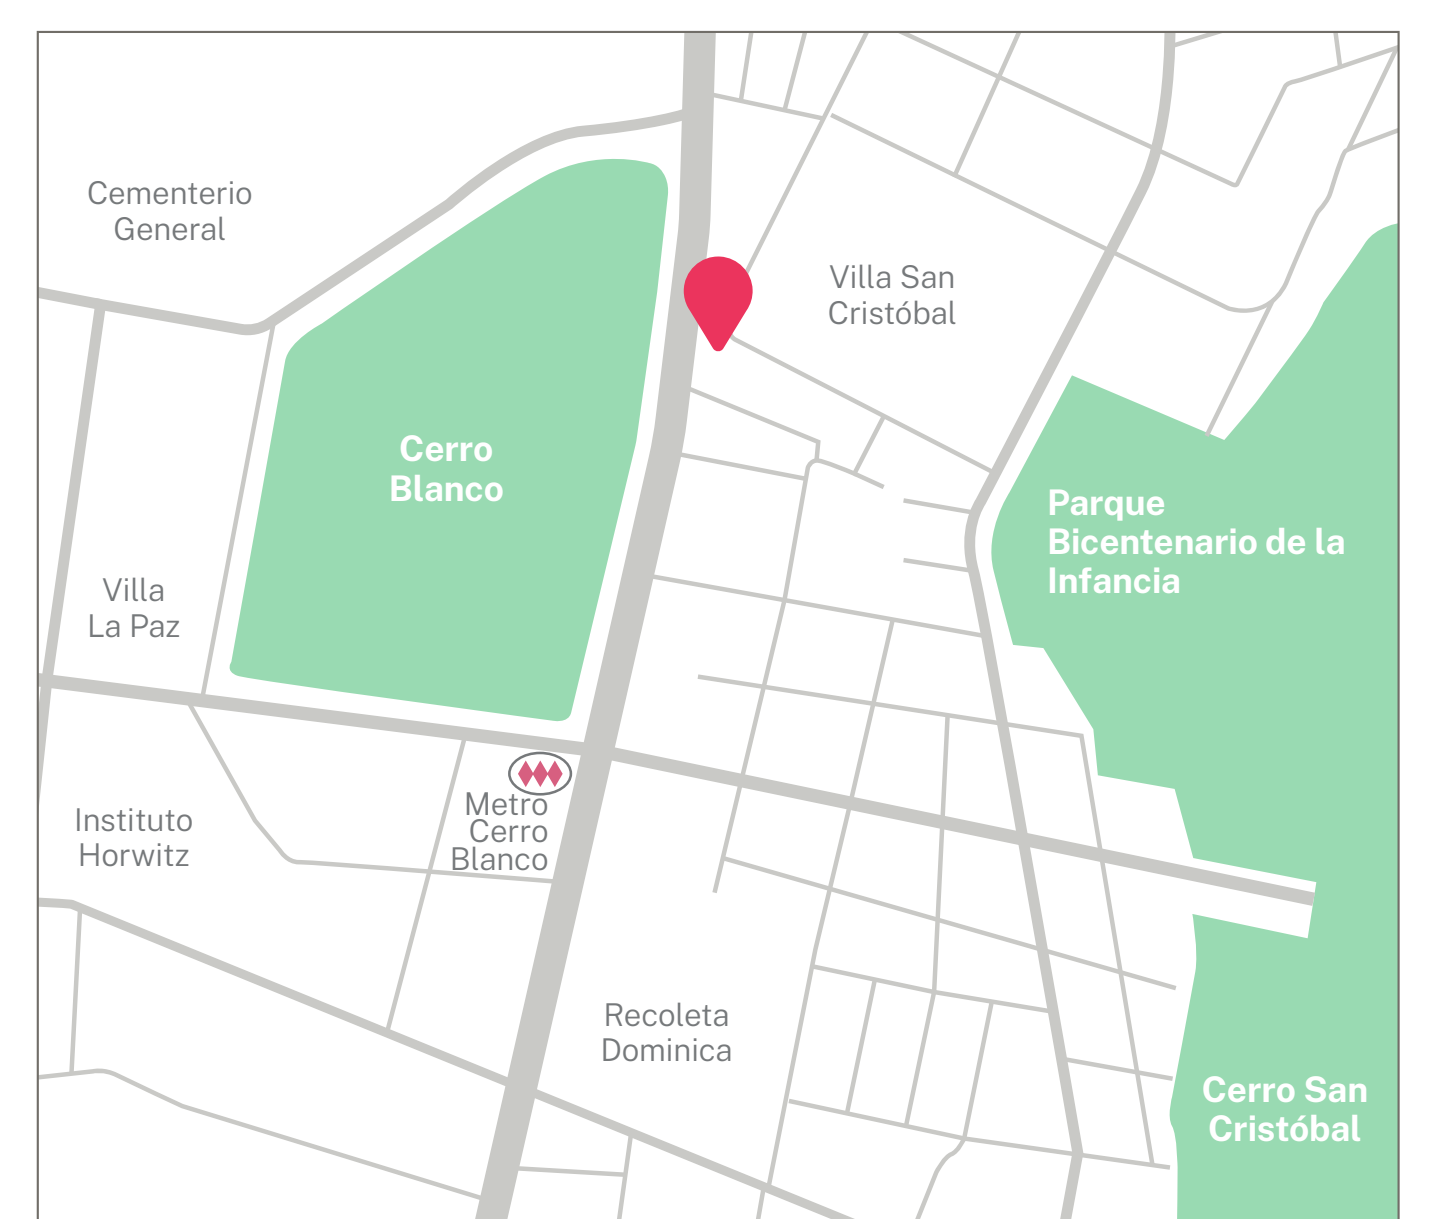 Cementerio
General
Villa San
Cristóbal
Cerro
Blanco
Parque
Bicentenario de la
Infancia
Villa
La Paz
Metro
Cerro
Blanco
Instituto
Horwitz
Recoleta
Dominica
Cerro San
Cristóbal